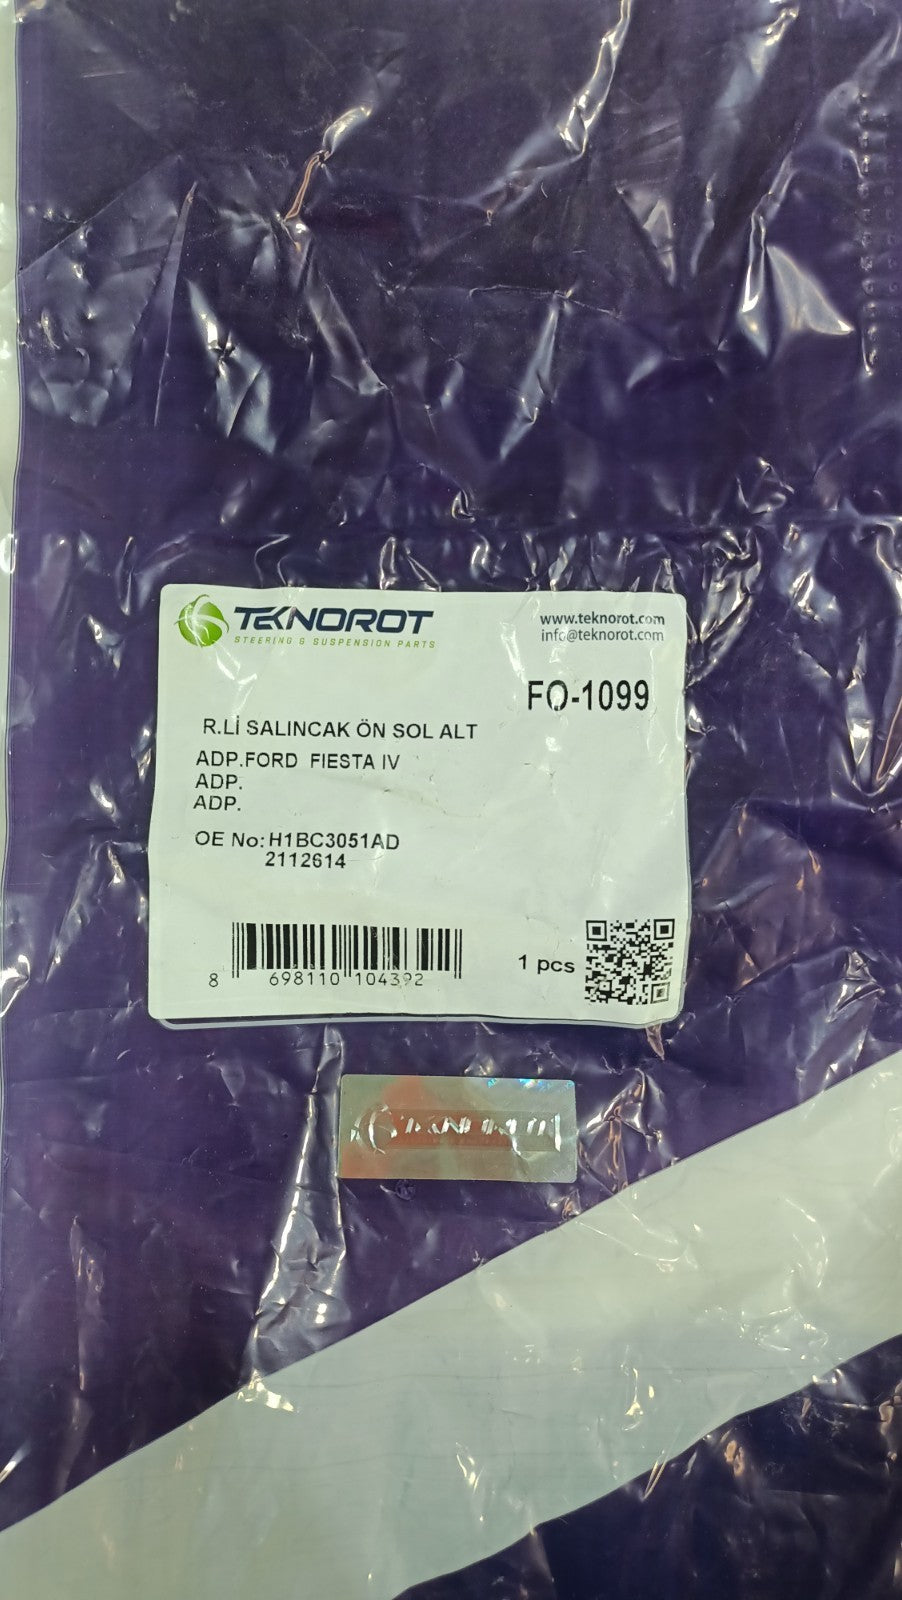 TEKNOROT
STEERING & SUSPENSION PARTS
www.teknorot.com
info@teknorot.com
FO-1099
R.Lİ SALINCAK ÖN SOL ALT
ADP.FORD FIESTA IV
ADP.
ADP.
OE No: H1BC3051AD
2112614
8 698110 104392
1 pcs
TEKNOROT